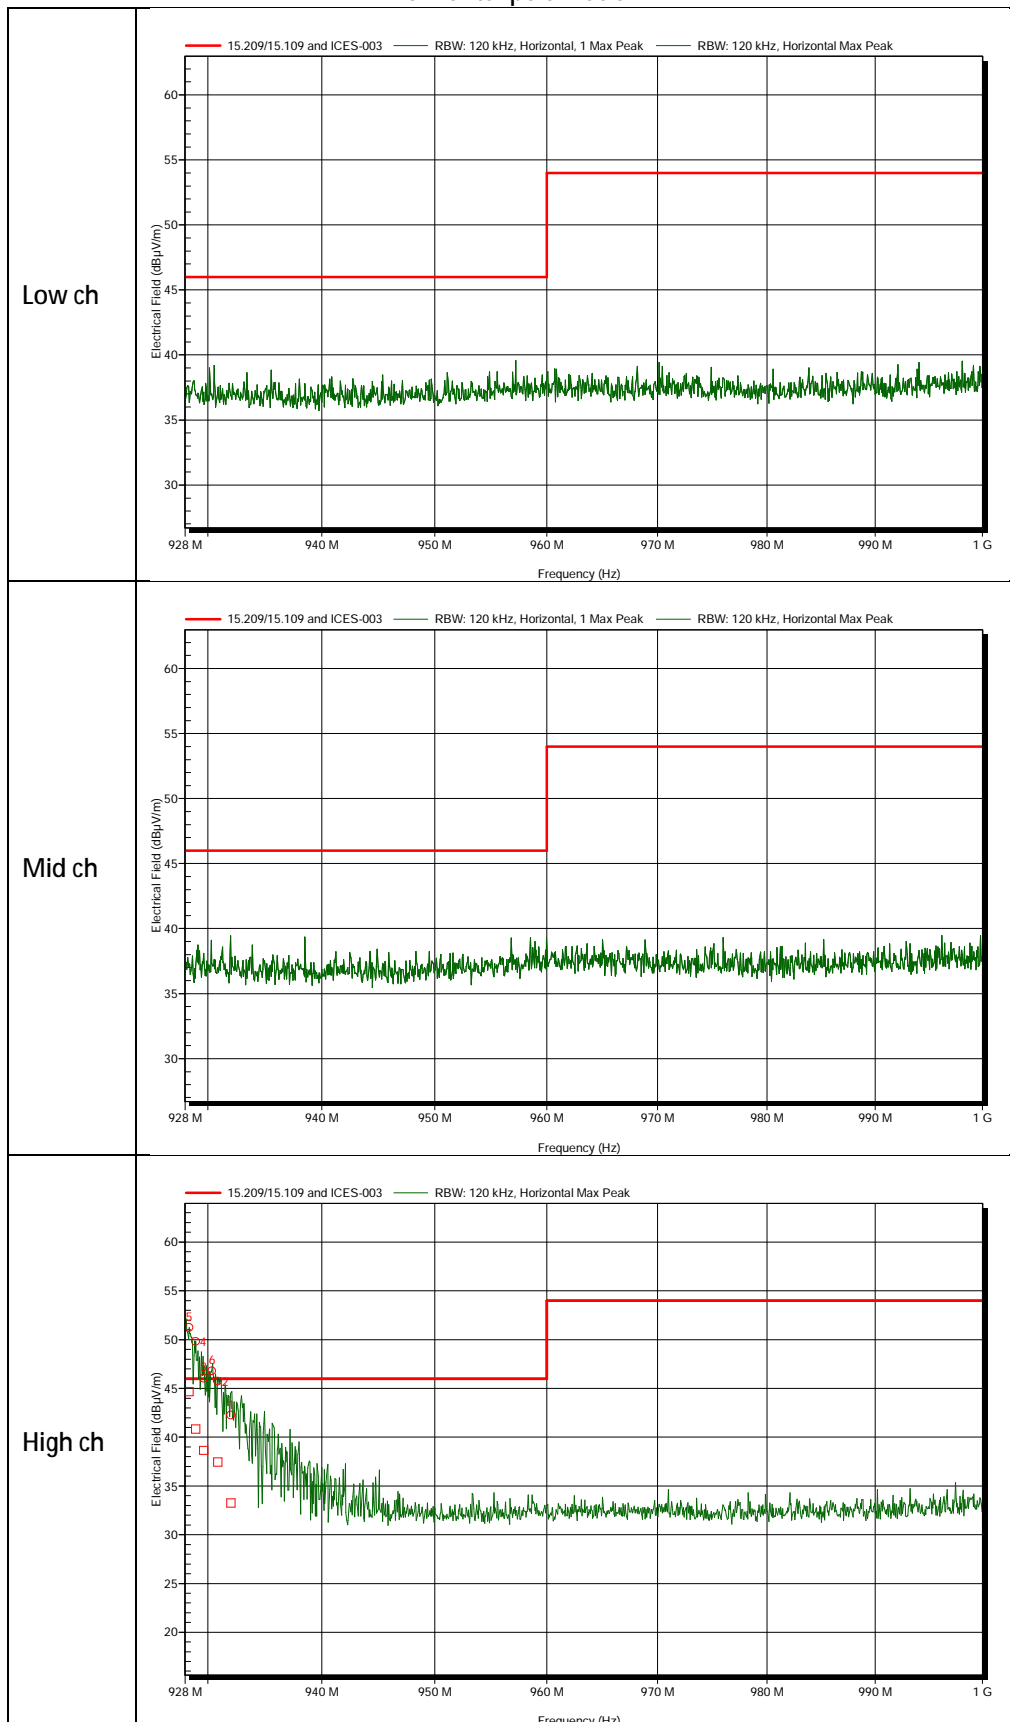 Low ch
15.209/15.109 and ICES-003 RBW: 120 kHz, Horizontal, 1 Max Peak RBW: 120 kHz, Horizontal Max Peak
Electrical Field (dBµV/m)
60
55
50
45
40
35
30
928 M 940 M 950 M 960 M 970 M 980 M 990 M 1 G
Frequency (Hz)
Mid ch
15.209/15.109 and ICES-003 RBW: 120 kHz, Horizontal, 1 Max Peak RBW: 120 kHz, Horizontal Max Peak
Electrical Field (dBµV/m)
60
55
50
45
40
35
30
928 M 940 M 950 M 960 M 970 M 980 M 990 M 1 G
Frequency (Hz)
High ch
15.209/15.109 and ICES-003 RBW: 120 kHz, Horizontal Max Peak
Electrical Field (dBµV/m)
60
55
50
45
40
35
30
25
20
5
4
6
2
928 M 940 M 950 M 960 M 970 M 980 M 990 M 1 G
Frequency (Hz)